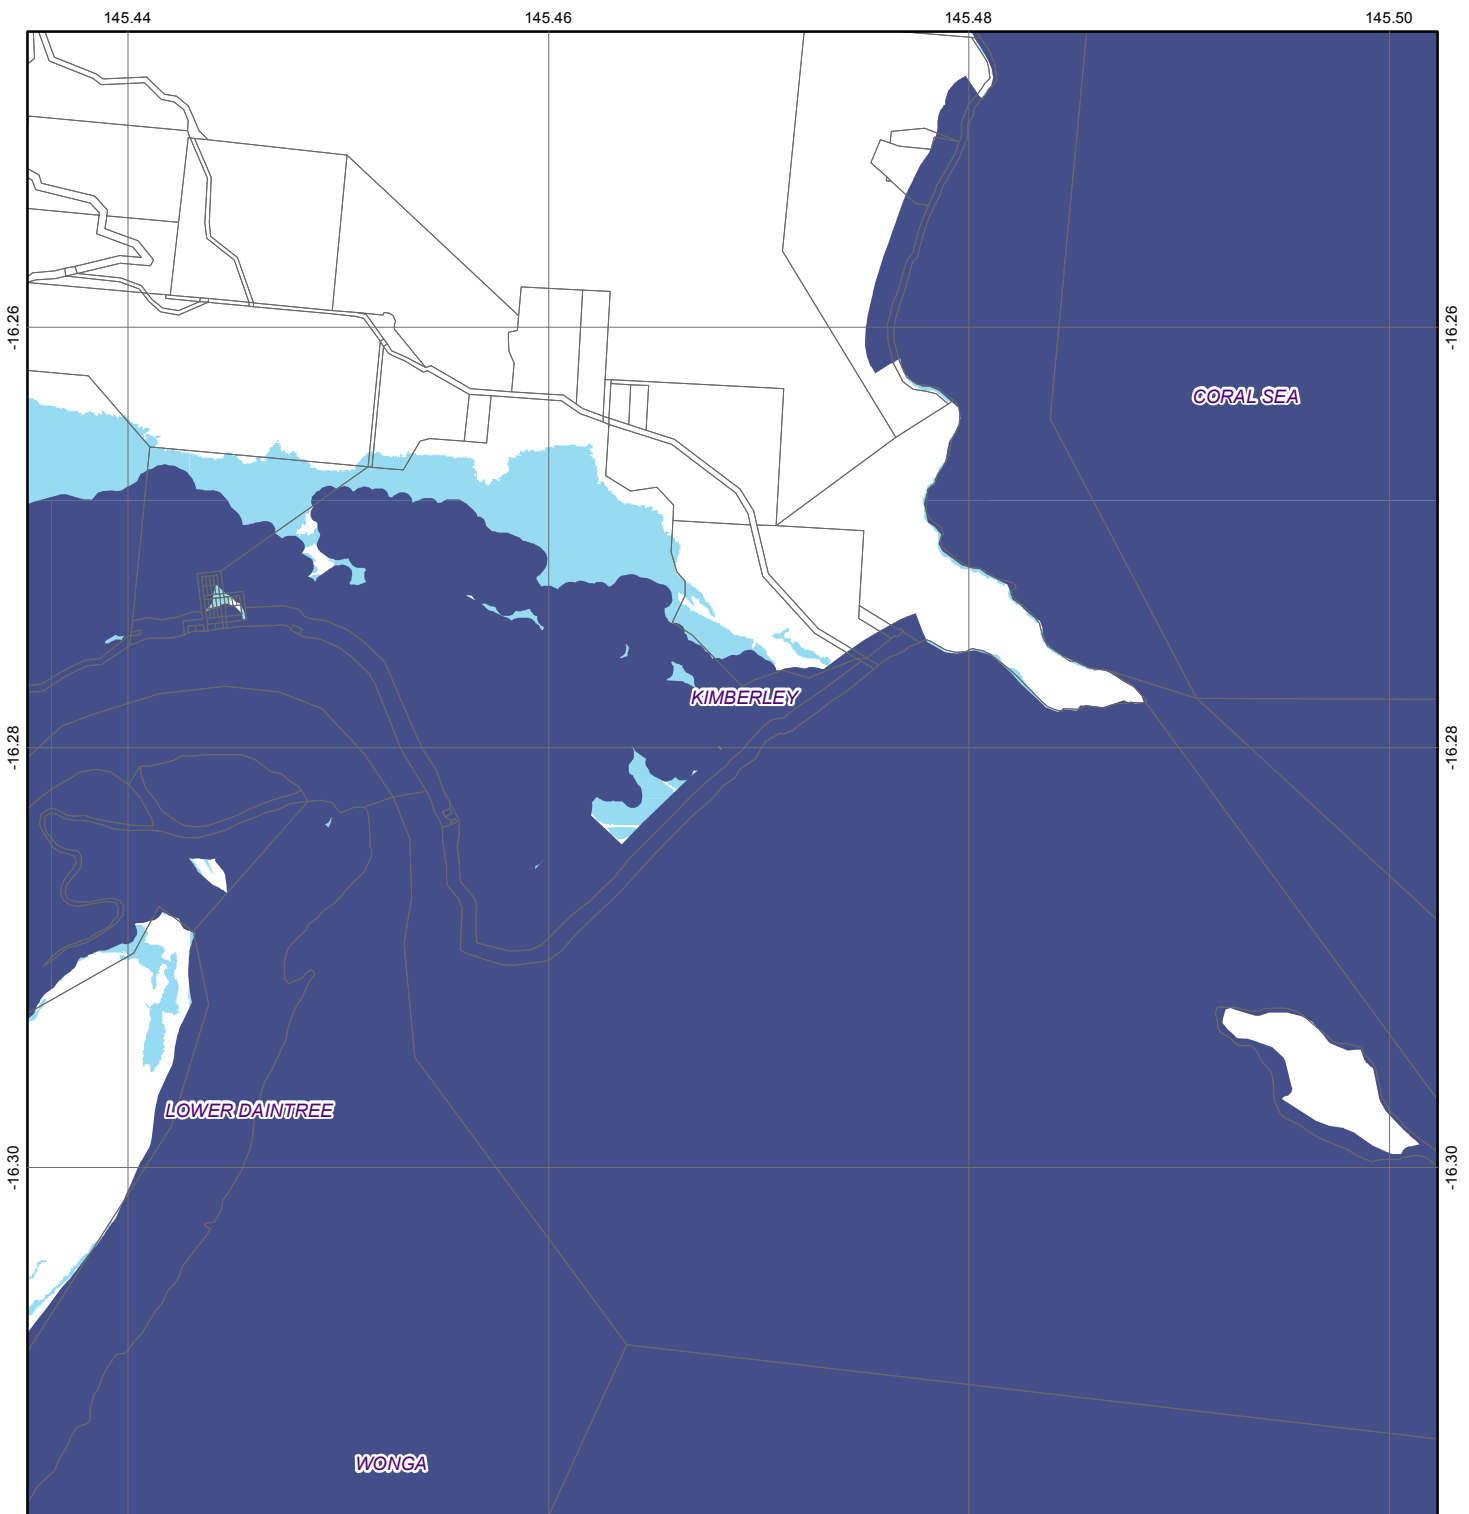 145.44 145.46 145.48 145.50
-16.26 -16.26
CORAL SEA
KIMBERLEY
-16.28 -16.28
LOWER DAINTREE
-16.30 -16.30
WONGA